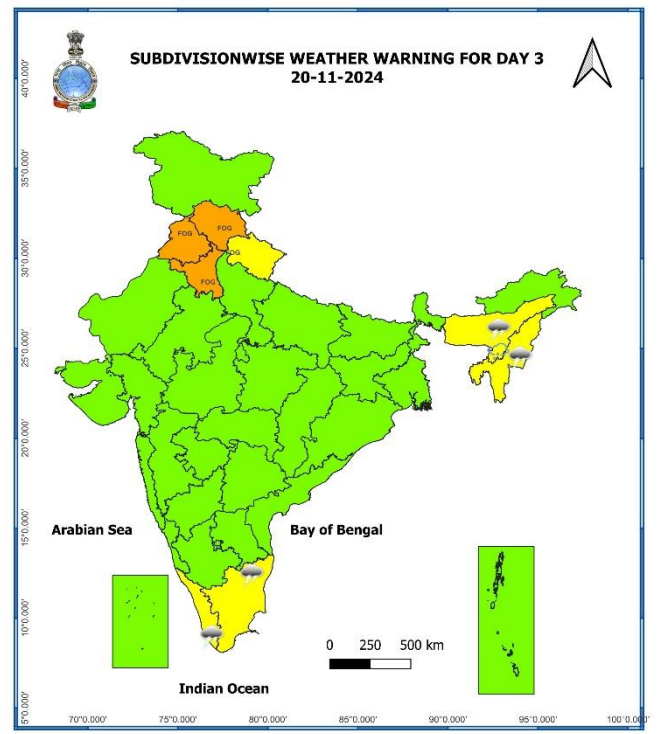 SUBDIVISIONWISE WEATHER WARNING FOR DAY 3
20-11-2024
40°0.000'
35°0.000'
FOG
FOG
30°0.000'
OG
FOG
25°0.000'
20°0.000'
15°0.000'
Arabian Sea
Bay of Bengal
10°0.000'
0 250 500 km
Indian Ocean
5°0.000'
70°0.000' 75°0.000' 80°0.000' 85°0.000' 90°0.000' 95°0.000' 100°0.000'